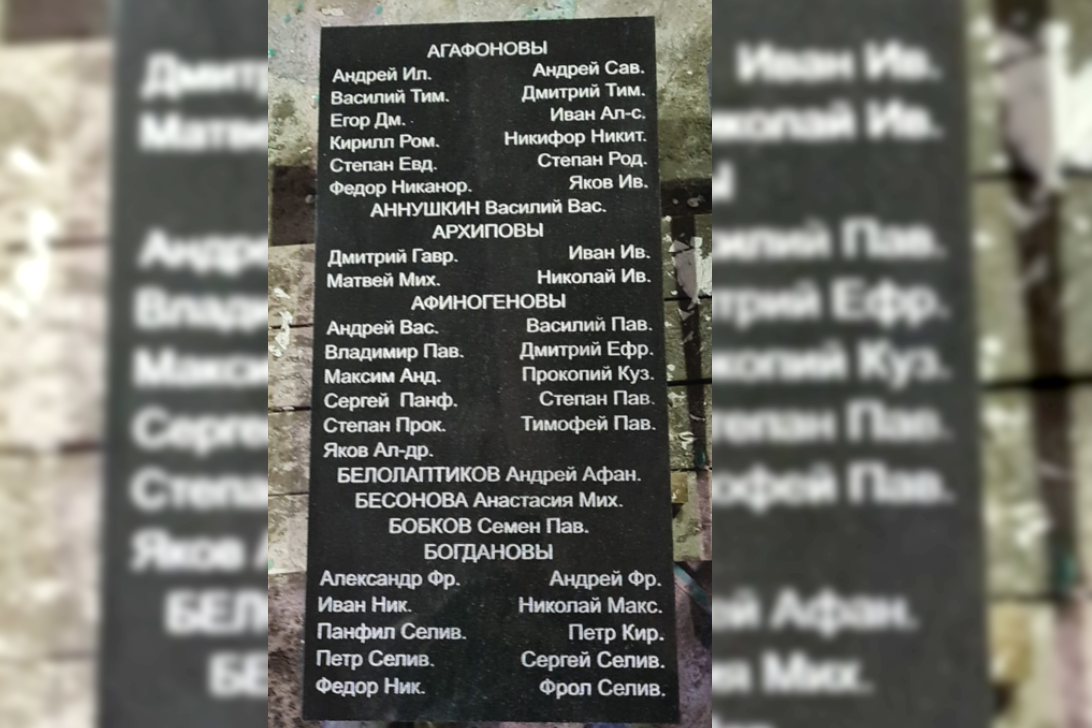 АГАФОНОВЫ
Андрей Ил. Андрей Сав.
Василий Тим. Дмитрий Тим.
Егор Дм. Иван Ал-с.
Кирилл Ром. Никифор Никит.
Степан Евд. Степан Род.
Федор Никанор. Яков Ив.
АННУШКИН Василий Вас.
АРХИПОВЫ
Дмитрий Гавр. Иван Ив.
Матвей Мих. Николай Ив.
АФИНОГЕНОВЫ
Андрей Вас. Василий Пав.
Владимир Пав. Дмитрий Ефр.
Максим Анд. Прокопий Куз.
Сергей Панф. Степан Пав.
Степан Прок. Тимофей Пав.
Яков Ал-др.
БЕЛОЛАПТИКОВ Андрей Афан.
БЕСОНОВА Анастасия Мих.
БОБКОВ Семен Пав.
БОГДАНОВЫ
Александр Фр. Андрей Фр.
Иван Ник. Николай Макс.
Панфил Селив. Петр Кир.
Петр Селив. Сергей Селив.
Федор Ник. Фрол Селив.